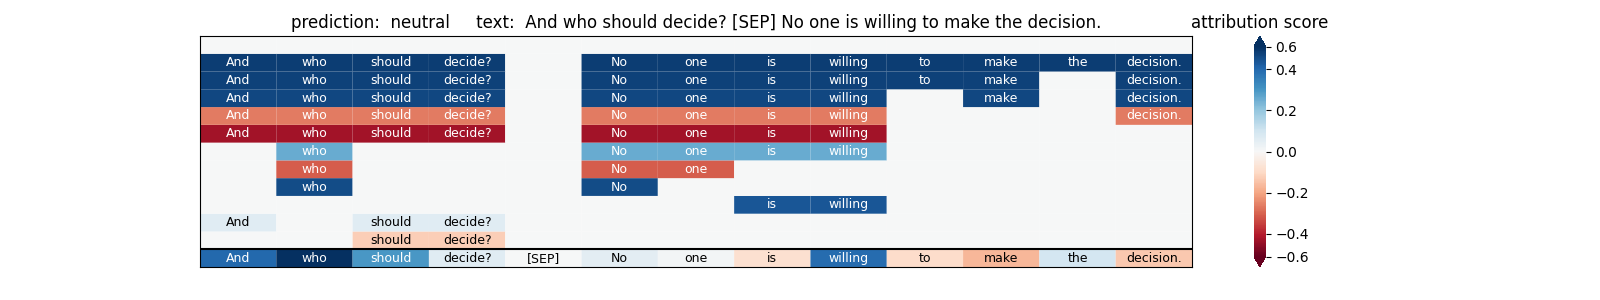 prediction:  neutral     text:  And who should decide? [SEP] No one is willing to make the decision.
attribution score
And who should decide? No one is willing to make the decision.
And who should decide? No one is willing to make decision.
And who should decide? No one is willing make decision.
And who should decide? No one is willing decision.
And who should decide? No one is willing
who No one is willing
who No one
who No
is willing
And should decide?
should decide?
And who should decide? [SEP] No one is willing to make the decision.
0.6
0.4
0.2
0.0
−0.2
−0.4
−0.6